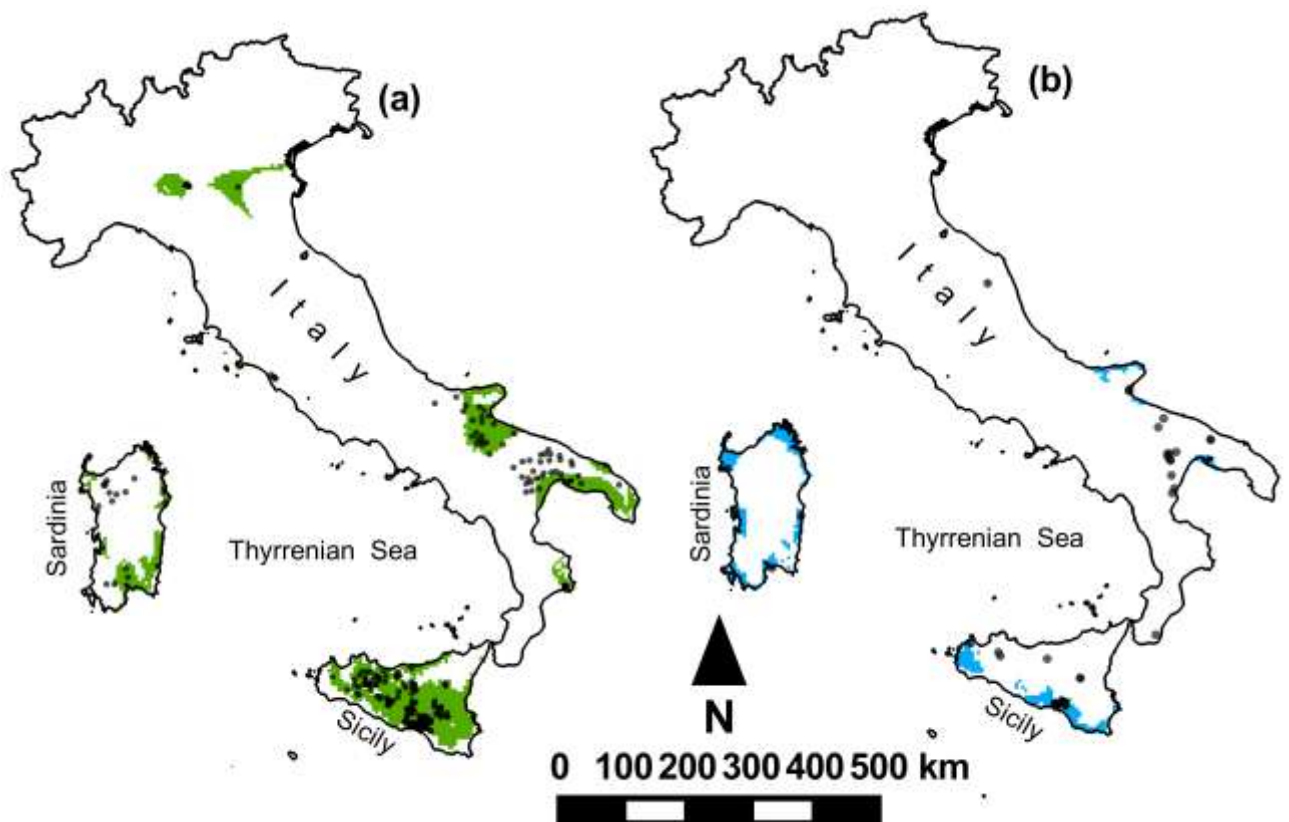 (a)
(b)
Italy
Italy
Sardinia
Thyrrenian Sea
Sardinia
Thyrrenian Sea
Sicily
N
Sicily
0 100 200 300 400 500 km